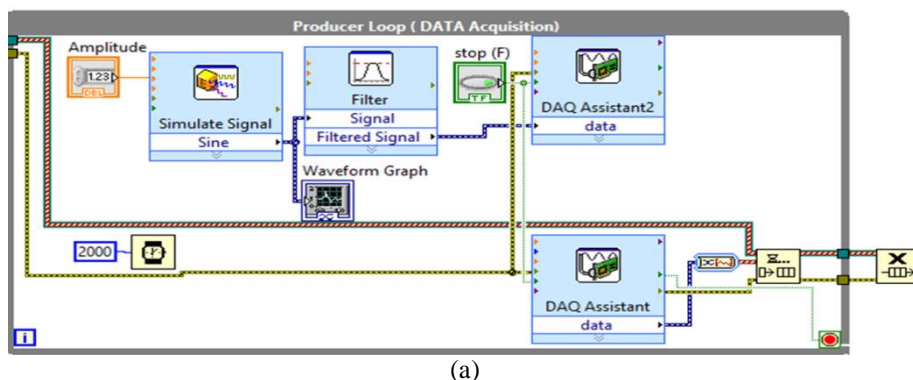 Producer Loop ( DATA Acquisition)
Amplitude
1.23
DBL
Simulate Signal
Sine
Filter
Signal
Filtered Signal
Waveform Graph
stop (F)
TF
DAQ Assistant2
data
2000
DAQ Assistant
data
i
(a)